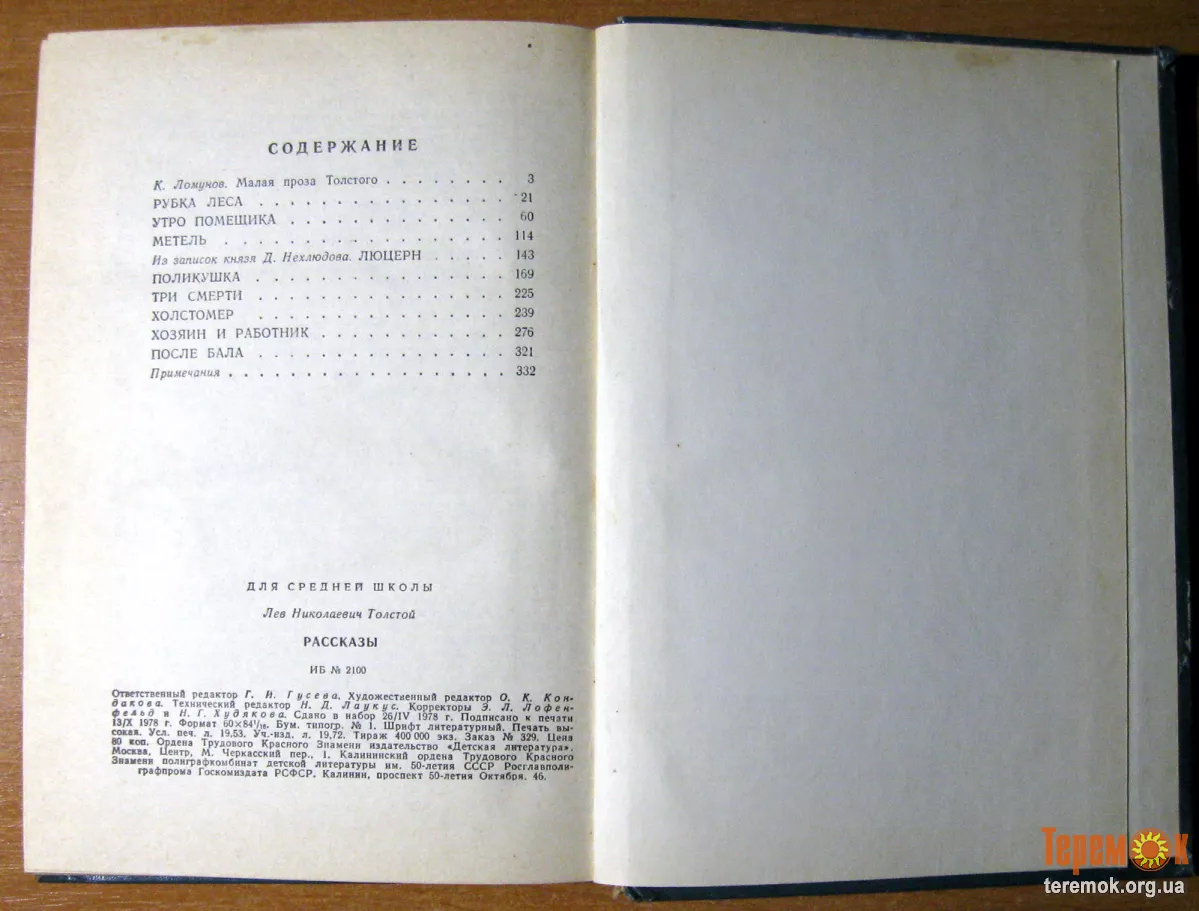 СОДЕРЖАНИЕ
К. Ломунов. Малая проза Толстого . . . . . . . . 3
РУБКА ЛЕСА . . . . . . . . . . . . . . . . 21
УТРО ПОМЕЩИКА . . . . . . . . . . . . . . 60
МЕТЕЛЬ . . . . . . . . . . . . . . . . . . 114
Из записок князя Д. Нехлюдова. ЛЮЦЕРН . . . . . 143
ПОЛИКУШКА . . . . . . . . . . . . . . . . 169
ТРИ СМЕРТИ . . . . . . . . . . . . . . . . 225
ХОЛСТОМЕР . . . . . . . . . . . . . . . . 239
ХОЗЯИН И РАБОТНИК . . . . . . . . . . . . 276
ПОСЛЕ БАЛА . . . . . . . . . . . . . . . . 321
Примечания . . . . . . . . . . . . . . . . . . 332
ДЛЯ СРЕДНЕЙ ШКОЛЫ
Лев Николаевич Толстой
РАССКАЗЫ
ИБ № 2100
Ответственный редактор Г. И. Гусева. Художественный редактор О. К. Кон-
дакова. Технический редактор Н. Д. Лаукус. Корректоры Э. Л. Лофен-
фельд и Н. Г. Худякова. Сдано в набор 26/IV 1978 г. Подписано к печати
13/X 1978 г. Формат 60×84¹/₁₆. Бум. типогр. № 1. Шрифт литературный. Печать вы-
сокая. Усл. печ. л. 19,53. Уч.-изд. л. 19,72. Тираж 400 000 экз. Заказ № 329. Цена
80 коп. Ордена Трудового Красного Знамени издательство «Детская литература».
Москва, Центр, М. Черкасский пер., 1. Калининский ордена Трудового Красного
Знамени полиграфкомбинат детской литературы им. 50-летия СССР Росглавполи-
графпрома Госкомиздата РСФСР. Калинин, проспект 50-летия Октября. 46.
Теремок
teremok.org.ua